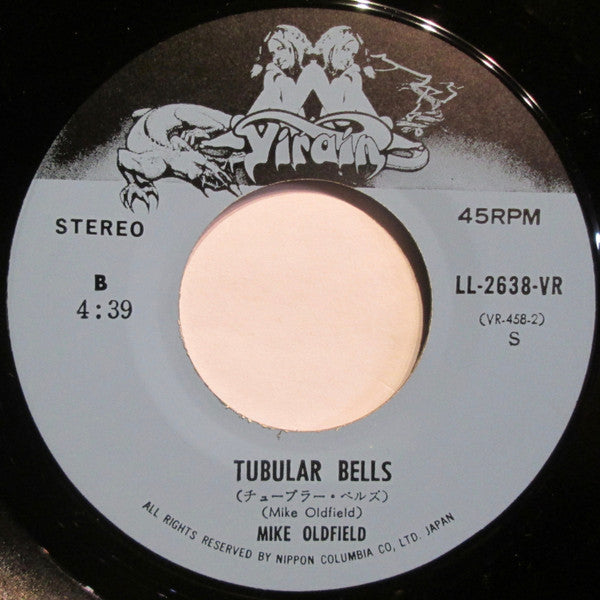 Virgin
STEREO
45RPM
B
4:39
LL-2638-VR
(VR-458-2)
S
TUBULAR BELLS
(チューブラー・ベルズ)
(Mike Oldfield)
MIKE OLDFIELD
ALL RIGHTS RESERVED BY NIPPON COLUMBIA CO, LTD. JAPAN